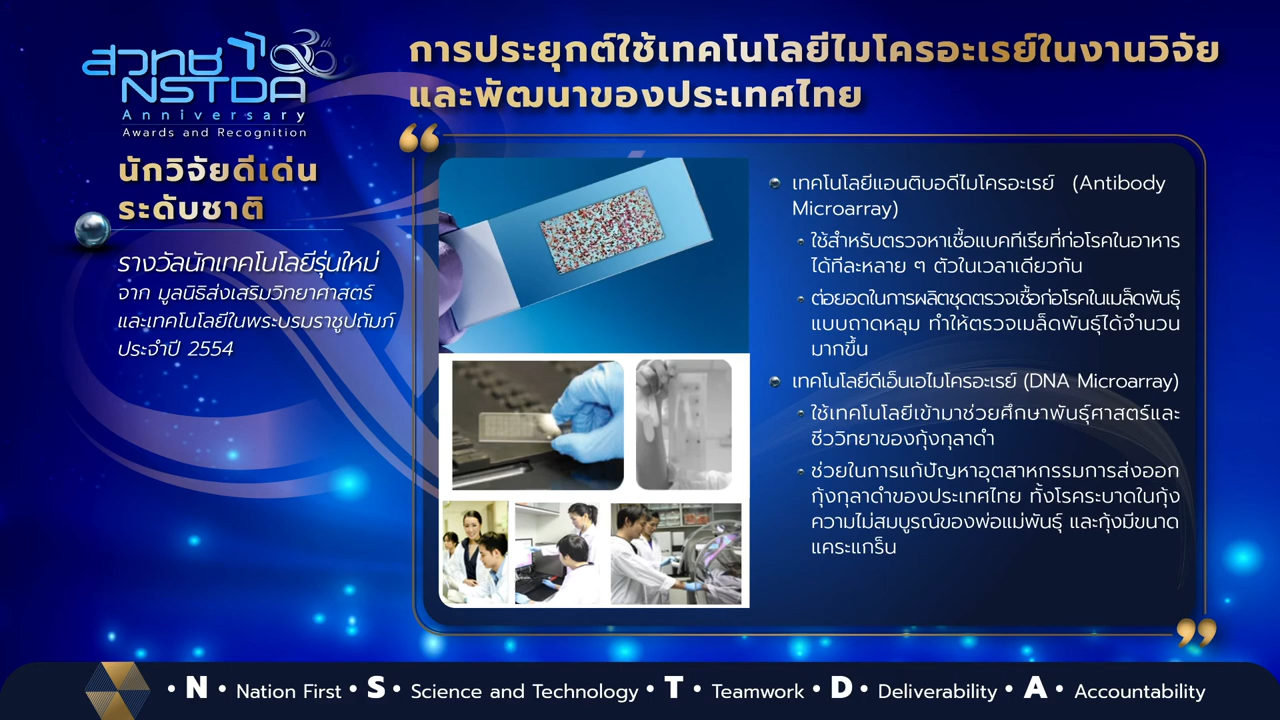 สวทช
NSTDA
30th
Anniversary
Awards and Recognition
นักวิจัยดีเด่น
ระดับชาติ
รางวัลนักเทคโนโลยีรุ่นใหม่
จาก มูลนิธิส่งเสริมวิทยาศาสตร์
และเทคโนโลยีในพระบรมราชูปถัมภ์
ประจำปี 2554
การประยุกต์ใช้เทคโนโลยีไมโครอะเรย์ในงานวิจัย
และพัฒนาของประเทศไทย
เทคโนโลยีแอนติบอดีไมโครอะเรย์ (Antibody
Microarray)
ใช้สำหรับตรวจหาเชื้อแบคทีเรียที่ก่อโรคในอาหาร
ได้ทีละหลาย ๆ ตัวในเวลาเดียวกัน
ต่อยอดในการผลิตชุดตรวจเชื้อก่อโรคในเมล็ดพันธุ์
แบบถาดหลุม ทำให้ตรวจเมล็ดพันธุ์ได้จำนวน
มากขึ้น
เทคโนโลยีดีเอ็นเอไมโครอะเรย์ (DNA Microarray)
ใช้เทคโนโลยีเข้ามาช่วยศึกษาพันธุ์ศาสตร์และ
ชีววิทยาของกุ้งกุลาดำ
ช่วยในการแก้ปัญหาอุตสาหกรรมการส่งออก
กุ้งกุลาดำของประเทศไทย ทั้งโรคระบาดในกุ้ง
ความไม่สมบูรณ์ของพ่อแม่พันธุ์ และกุ้งมีขนาด
แคระแกร็น
• N • Nation First • S • Science and Technology • T • Teamwork • D • Deliverability • A • Accountability